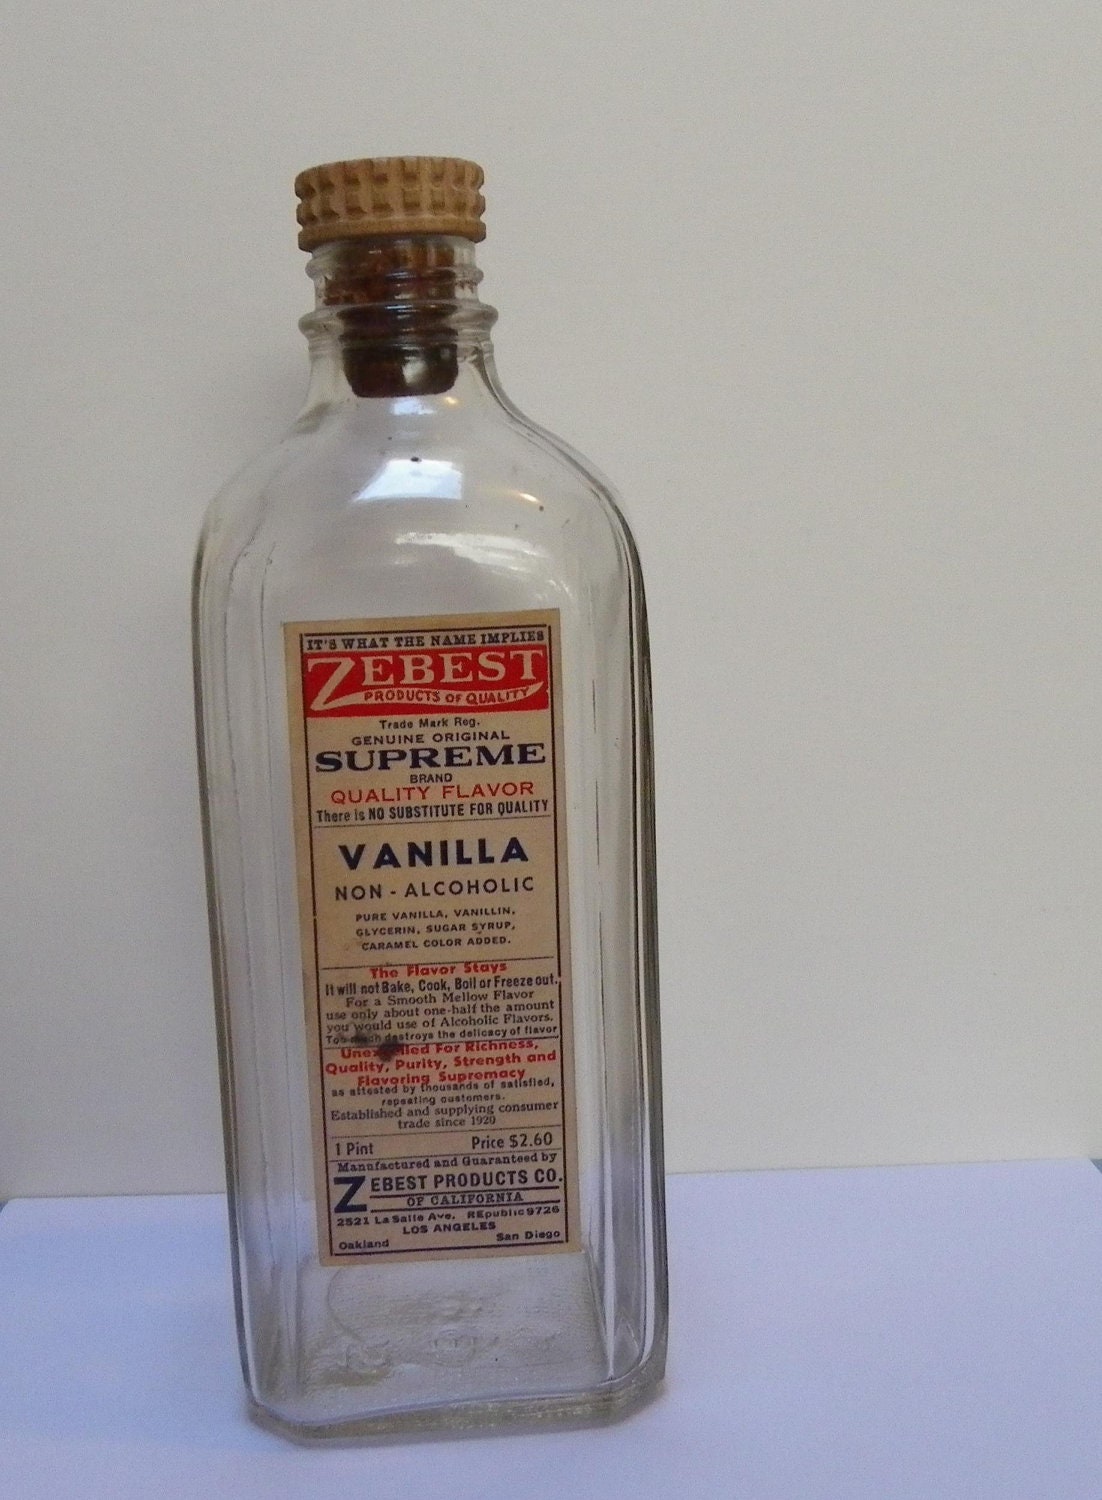 IT'S WHAT THE NAME IMPLIES
ZEBEST
PRODUCTS OF QUALITY
Trade Mark Reg.
GENUINE ORIGINAL
SUPREME
BRAND
QUALITY FLAVOR
There is NO SUBSTITUTE FOR QUALITY
VANILLA
NON - ALCOHOLIC
PURE VANILLA, VANILLIN,
GLYCERIN, SUGAR SYRUP,
CARAMEL COLOR ADDED.
The Flavor Stays
It will not Bake, Cook, Boil or Freeze out.
For a Smooth Mellow Flavor
use only about one-half the amount
you would use of Alcoholic Flavors.
Too much destroys the delicacy of flavor
Unexcelled For Richness,
Quality, Purity, Strength and
Flavoring Supremacy
as attested by thousands of satisfied,
repeating customers.
Established and supplying consumer
trade since 1920
1 Pint Price $2.60
Manufactured and Guaranteed by
ZEBEST PRODUCTS CO.
OF CALIFORNIA
2521 La Salle Ave. REpublic 9726
LOS ANGELES
Oakland San Diego